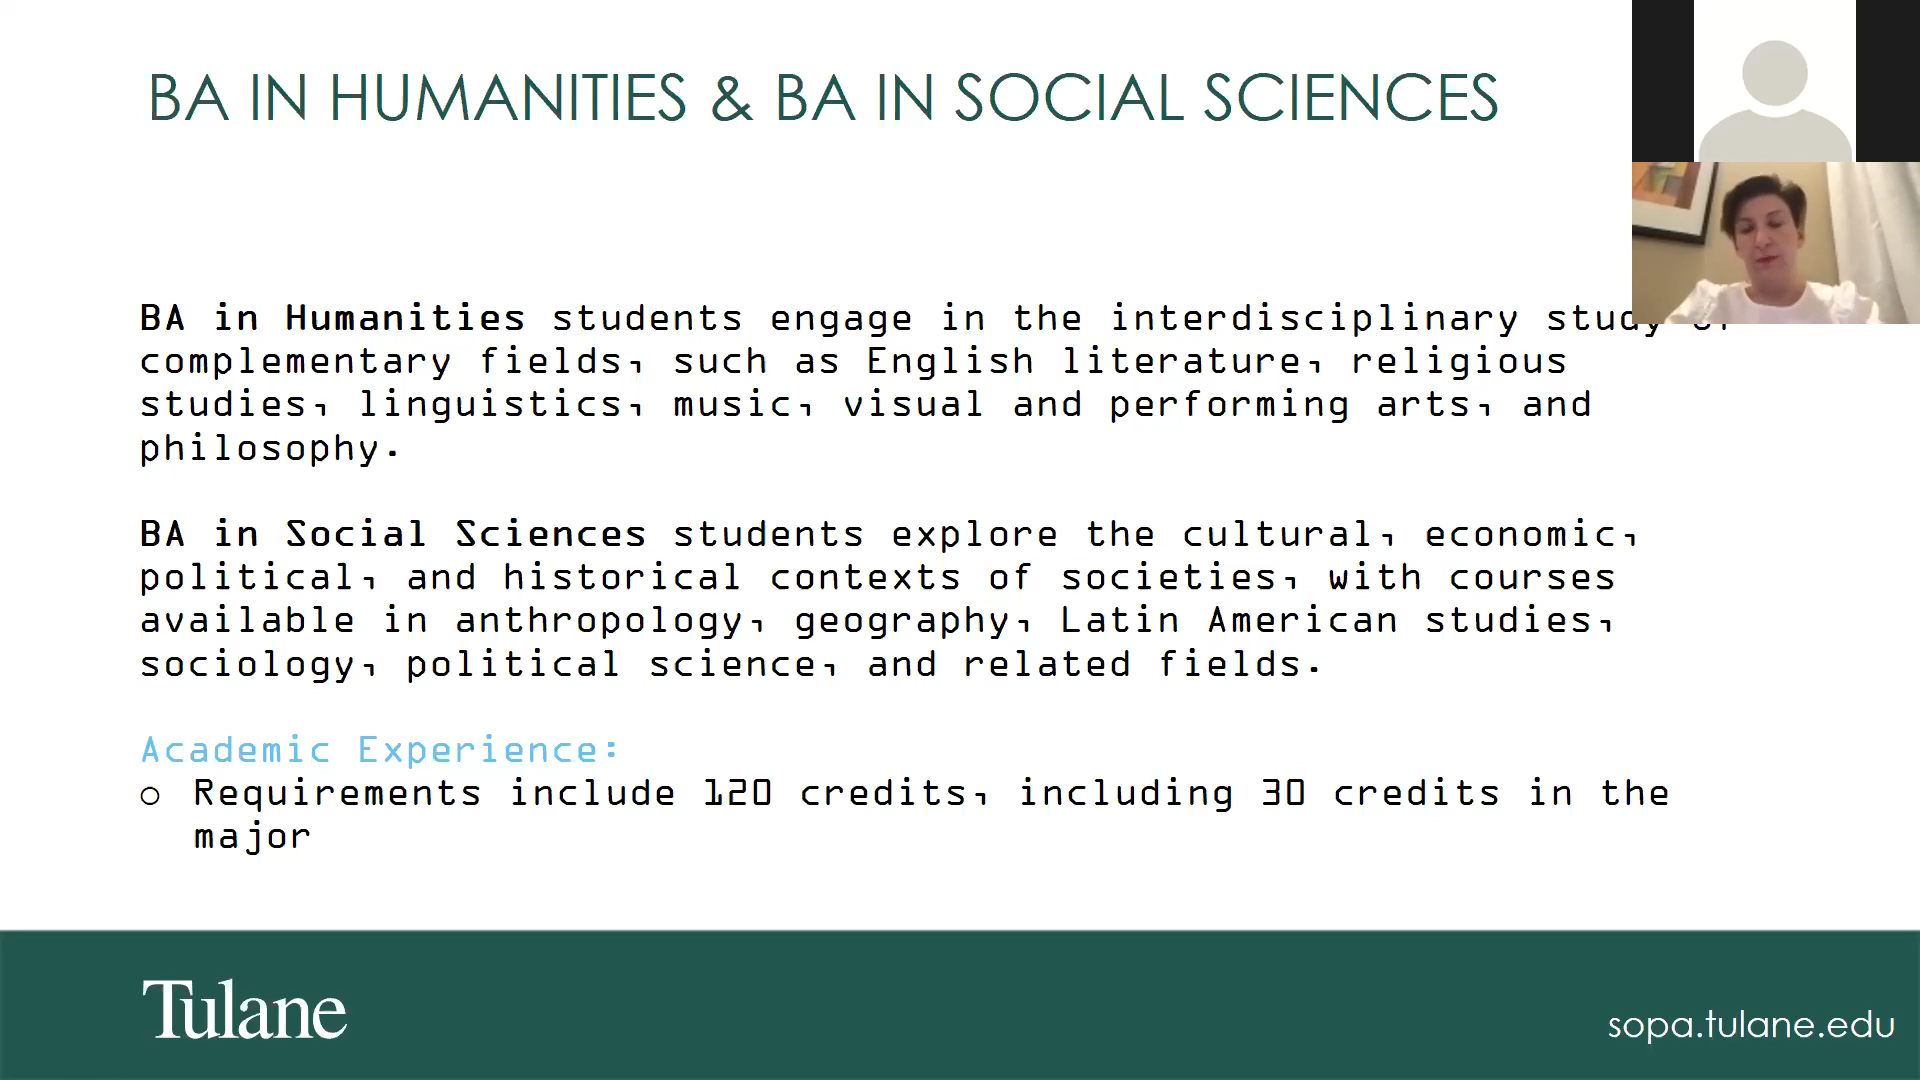 BA IN HUMANITIES & BA IN SOCIAL SCIENCES
BA in Humanities students engage in the interdisciplinary study of
complementary fields, such as English literature, religious
studies, linguistics, music, visual and performing arts, and
philosophy.
BA in Social Sciences students explore the cultural, economic,
political, and historical contexts of societies, with courses
available in anthropology, geography, Latin American studies,
sociology, political science, and related fields.
Academic Experience:
○ Requirements include 120 credits, including 30 credits in the
major
Tulane
sopa.tulane.edu